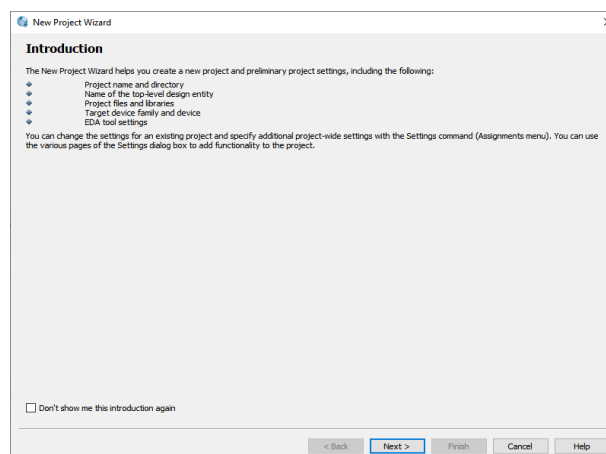 New Project Wizard
Introduction
The New Project Wizard helps you create a new project and preliminary project settings, including the following:
Project name and directory
Name of the top-level design entity
Project files and libraries
Target device family and device
EDA tool settings
You can change the settings for an existing project and specify additional project-wide settings with the Settings command (Assignments menu). You can use
the various pages of the Settings dialog box to add functionality to the project.
Don't show me this introduction again
< Back Next > Finish Cancel Help